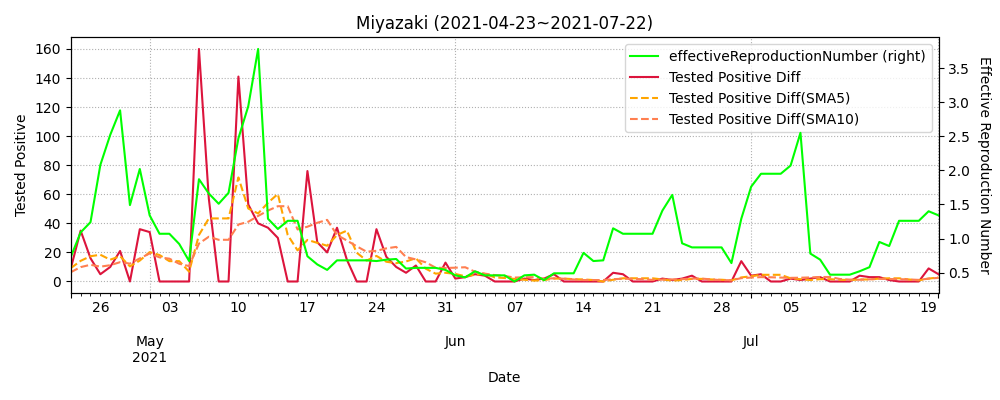 Miyazaki (2021-04-23~2021-07-22)
effectiveReproductionNumber (right)
Tested Positive Diff
Tested Positive Diff(SMA5)
Tested Positive Diff(SMA10)
Tested Positive
160
140
120
100
80
60
40
20
0
3.5
3.0
2.5
2.0
1.5
1.0
0.5
Effective Reproduction Number
26 03 10 17 24 31 07 14 21 28 05 12 19
May Jun Jul
2021
Date